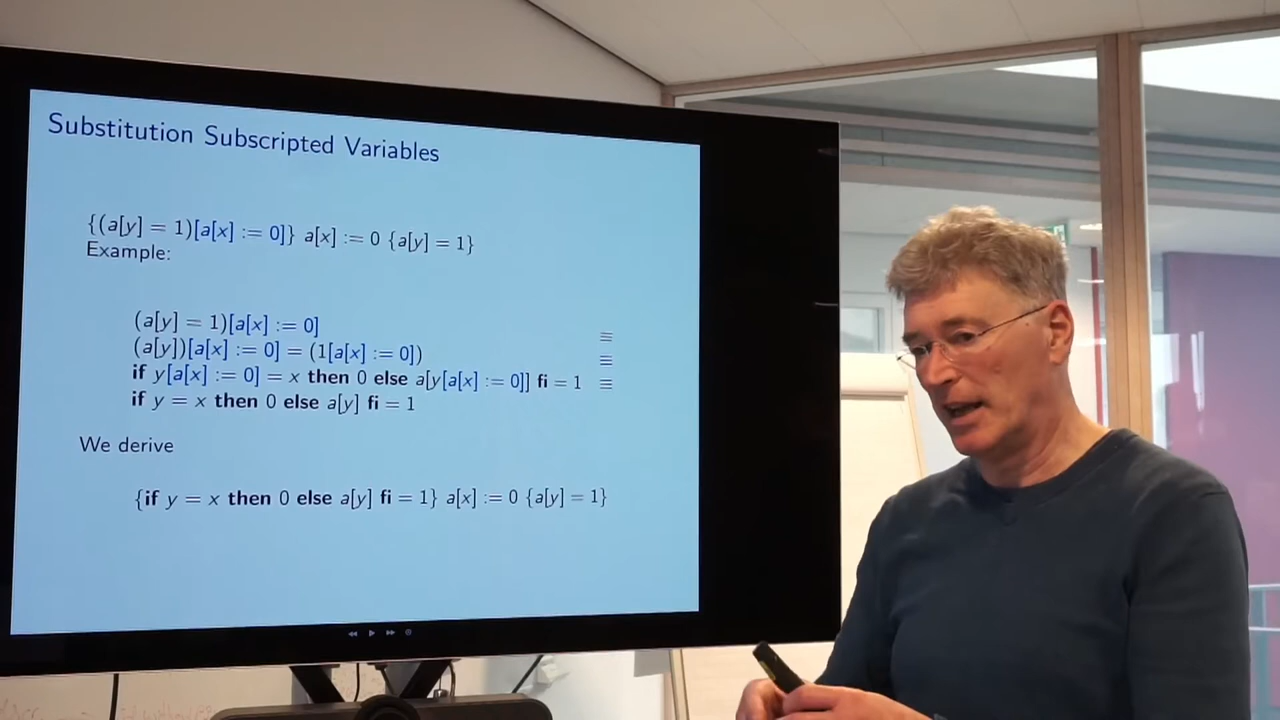 Substitution Subscripted Variables
{(a[y] = 1)[a[x] := 0]} a[x] := 0 {a[y] = 1}
Example:
(a[y] = 1)[a[x] := 0] ≡
(a[y])[a[x] := 0] = (1[a[x] := 0]) ≡
if y[a[x] := 0] = x then 0 else a[y[a[x] := 0]] fi = 1 ≡
if y = x then 0 else a[y] fi = 1
We derive
{if y = x then 0 else a[y] fi = 1} a[x] := 0 {a[y] = 1}